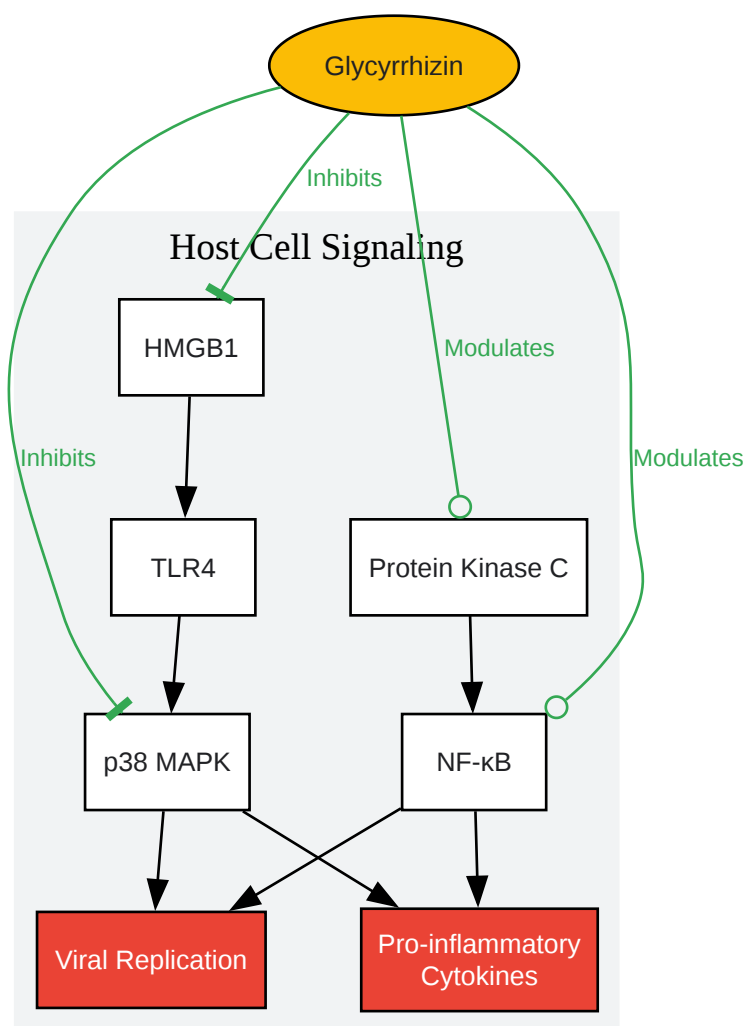 Glycyrrhizin
Inhibits
Host Cell Signaling
HMGB1
Modulates
Inhibits
Modulates
TLR4
Protein Kinase C
p38 MAPK
NF-κB
Viral Replication
Pro-inflammatory
Cytokines